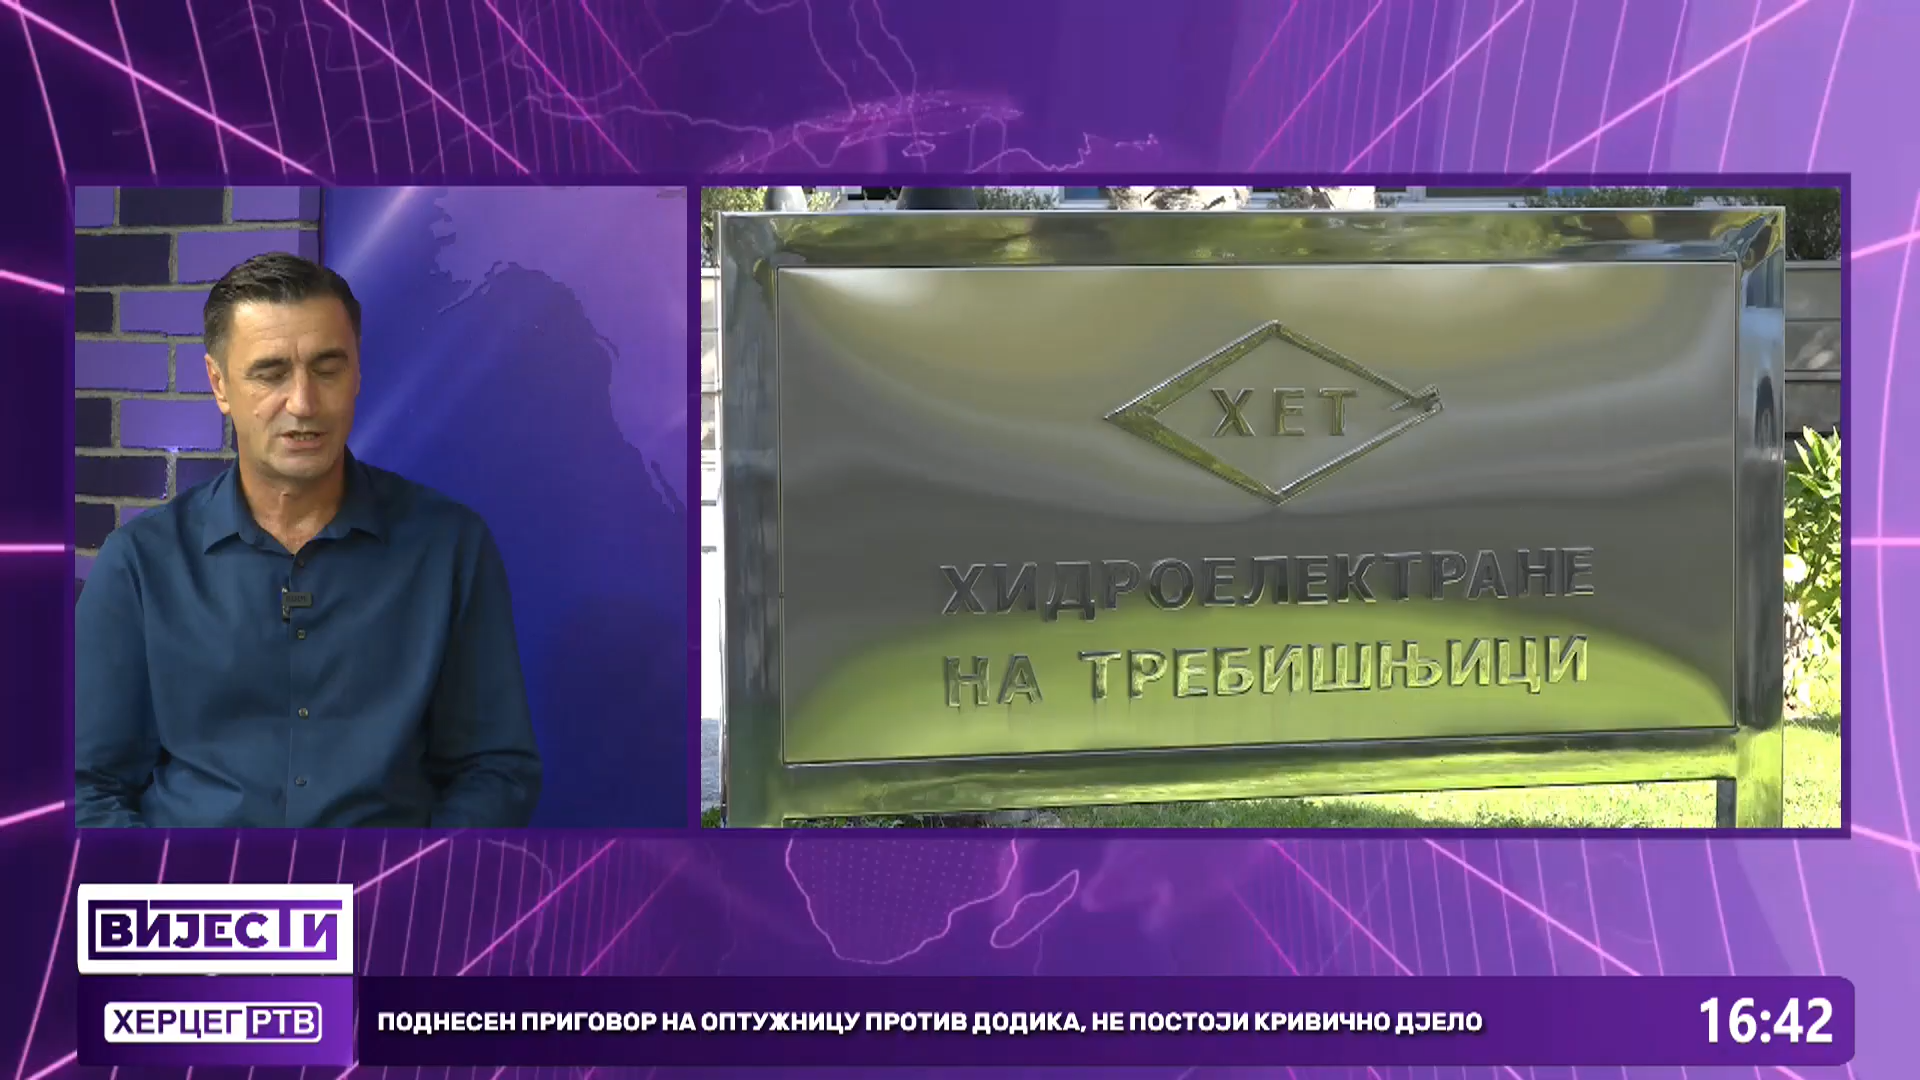 ХЕТ
ХИДРОЕЛЕКТРАНЕ
НА ТРЕБИШЊИЦИ
ВИЈЕСТИ
ХЕРЦЕГ РТВ
ПОДНЕСЕН ПРИГОВОР НА ОПТУЖНИЦУ ПРОТИВ ДОДИКА, НЕ ПОСТОЈИ КРИВИЧНО ДЈЕЛО
16:42